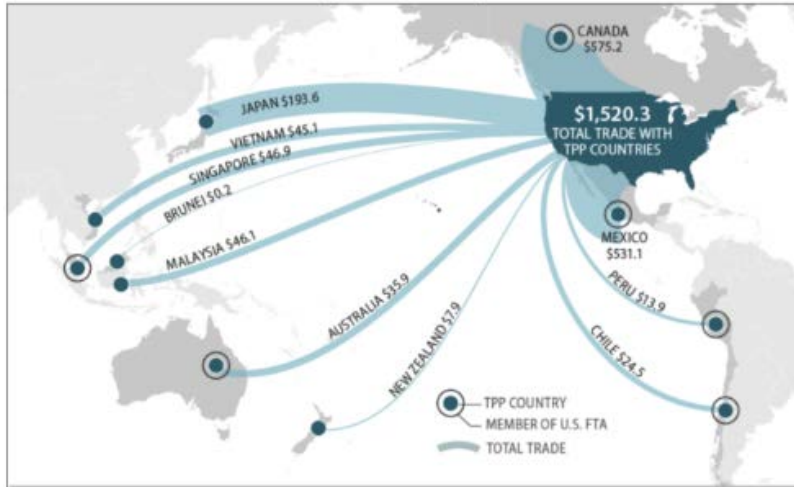 CANADA
$575.2
JAPAN $193.6
$1,520.3
TOTAL TRADE WITH
TPP COUNTRIES
VIETNAM $45.1
SINGAPORE $46.9
BRUNEI $0.2
MALAYSIA $46.1
MEXICO
$531.1
AUSTRALIA $35.9
NEW ZEALAND $7.9
PERU $13.9
CHILE $24.5
TPP COUNTRY
MEMBER OF U.S. FTA
TOTAL TRADE